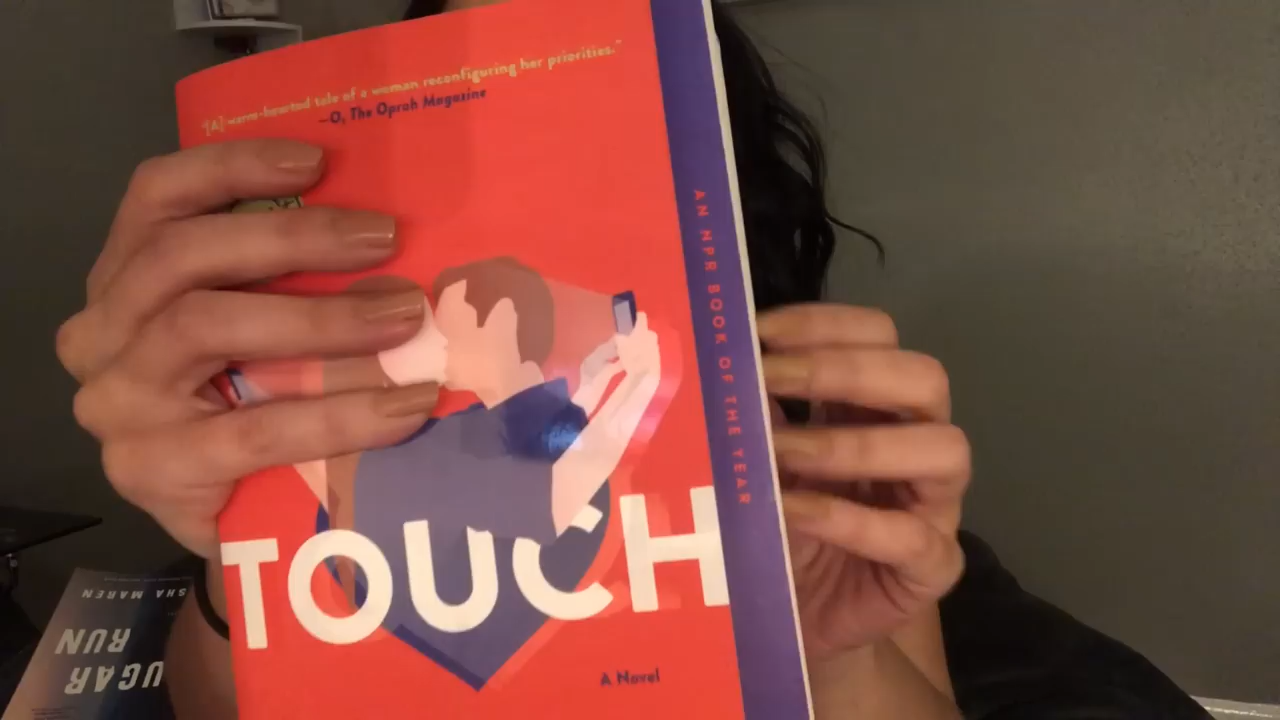 "[A] warm-hearted tale of a woman reconfiguring her priorities."
—O, The Oprah Magazine
AN NPR BOOK OF THE YEAR
TOUCH
A Novel
SHA MAREN
UGAR
RUN